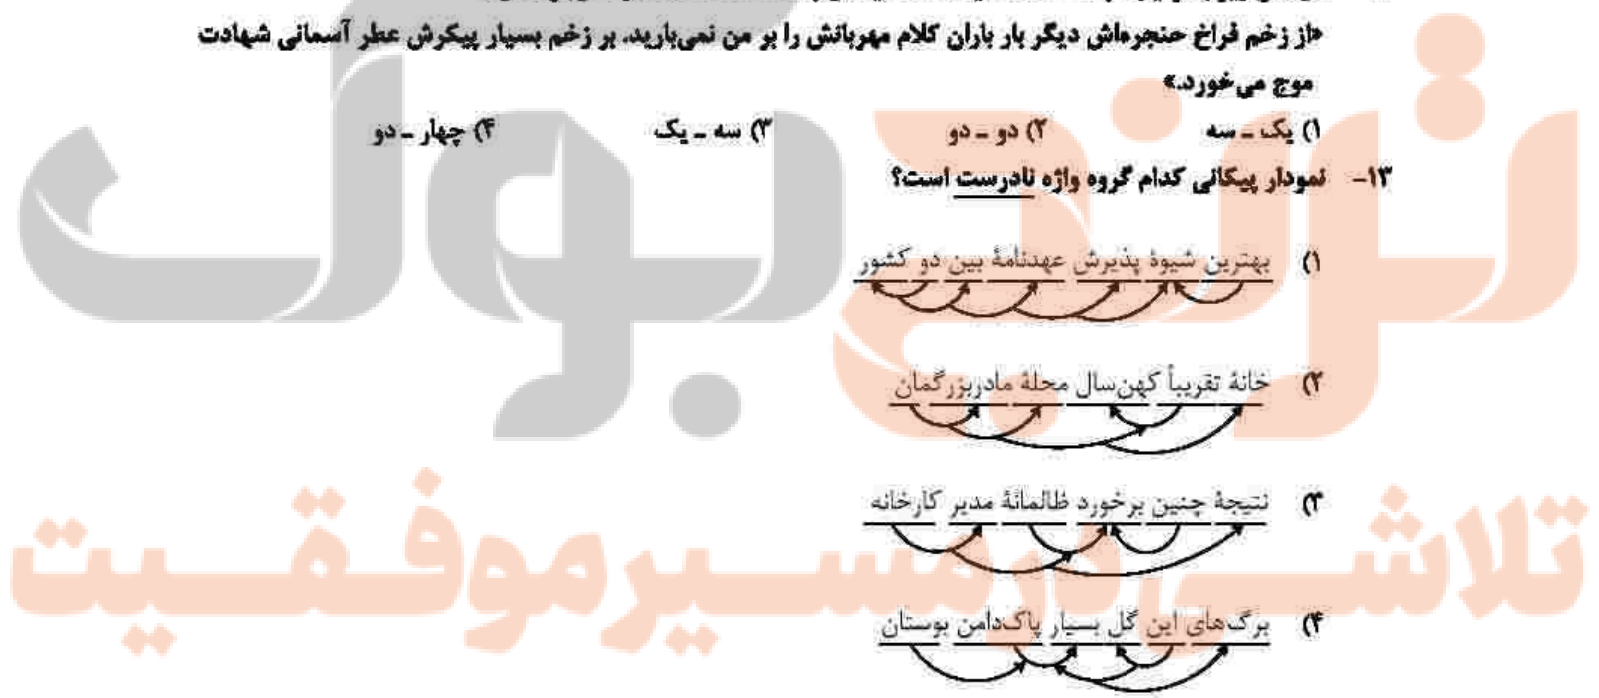 «از زخم فراخ حنجره‌اش دیگر بار باران کلام مهربانش را بر من نمی‌بارید. بر زخم بسیار پیکرش عطر آسمانی شهادت
موج می‌خورد.»
۱) یک ـ سه ۲) دو ـ دو ۳) سه ـ یک ۴) چهار ـ دو
۱۳- نمودار پیکانی کدام گروه واژه نادرست است؟
۱) بهترین شیوهٔ پذیرش عهدنامهٔ بین دو کشور
۲) خانهٔ تقریباً کهن‌سال محلهٔ مادربزرگمان
۳) نتیجهٔ چنین برخورد ظالمانهٔ مدیر کارخانه
۴) برگ‌های این گل بسیار پاک‌دامن بوستان
ترند بوک
تلاشی در مسیر موفقیت